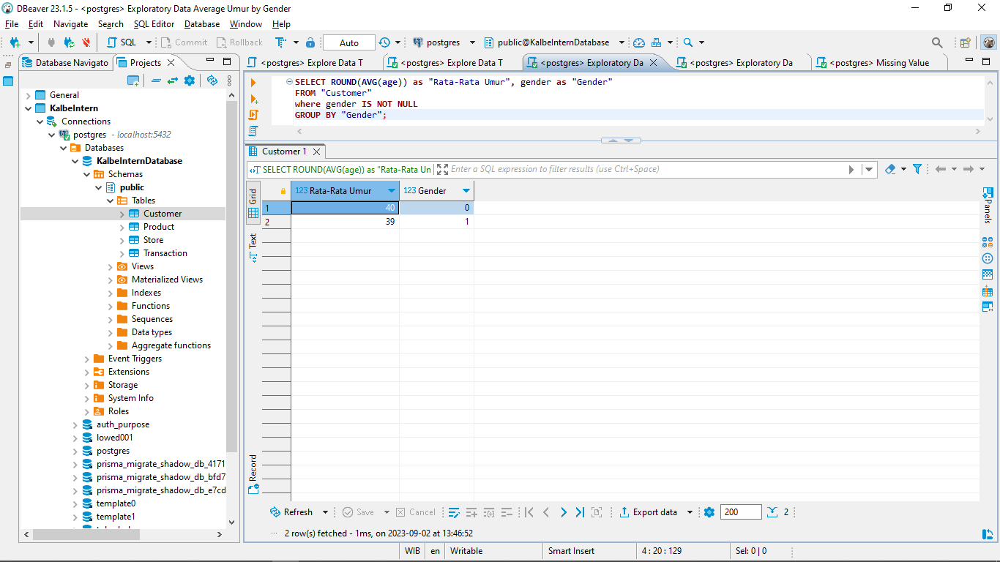 DBeaver 23.1.5 - <postgres> Exploratory Data Average Umur by Gender
File Edit Navigate Search SQL Editor Database Window Help
SQL Commit Rollback T Auto postgres public@KalbeInternDatabase
Database Navigato Projects
<postgres> Explore Data T <postgres> Explore Data T <postgres> Exploratory Da <postgres> Exploratory Da <postgres> Missing Value
General
KalbeIntern
Connections
postgres - localhost:5432
Databases
KalbeInternDatabase
Schemas
public
Tables
Customer
Product
Store
Transaction
Views
Materialized Views
Indexes
Functions
Sequences
Data types
Aggregate functions
Event Triggers
Extensions
Storage
System Info
Roles
auth_purpose
lowed001
postgres
prisma_migrate_shadow_db_4171
prisma_migrate_shadow_db_bfd7
prisma_migrate_shadow_db_e7cd
template0
template1
SELECT ROUND(AVG(age)) as "Rata-Rata Umur", gender as "Gender"
FROM "Customer"
where gender IS NOT NULL
GROUP BY "Gender";
Customer 1
SELECT ROUND(AVG(age)) as "Rata-Rata Un Enter a SQL expression to filter results (use Ctrl+Space)
Grid
Text
Record
123 Rata-Rata Umur 123 Gender
1 40 0
2 39 1
Panels
Refresh Save Cancel Export data 200 2
2 row(s) fetched - 1ms, on 2023-09-02 at 13:46:52
WIB en Writable Smart Insert 4 : 20 : 129 Sel: 0 | 0